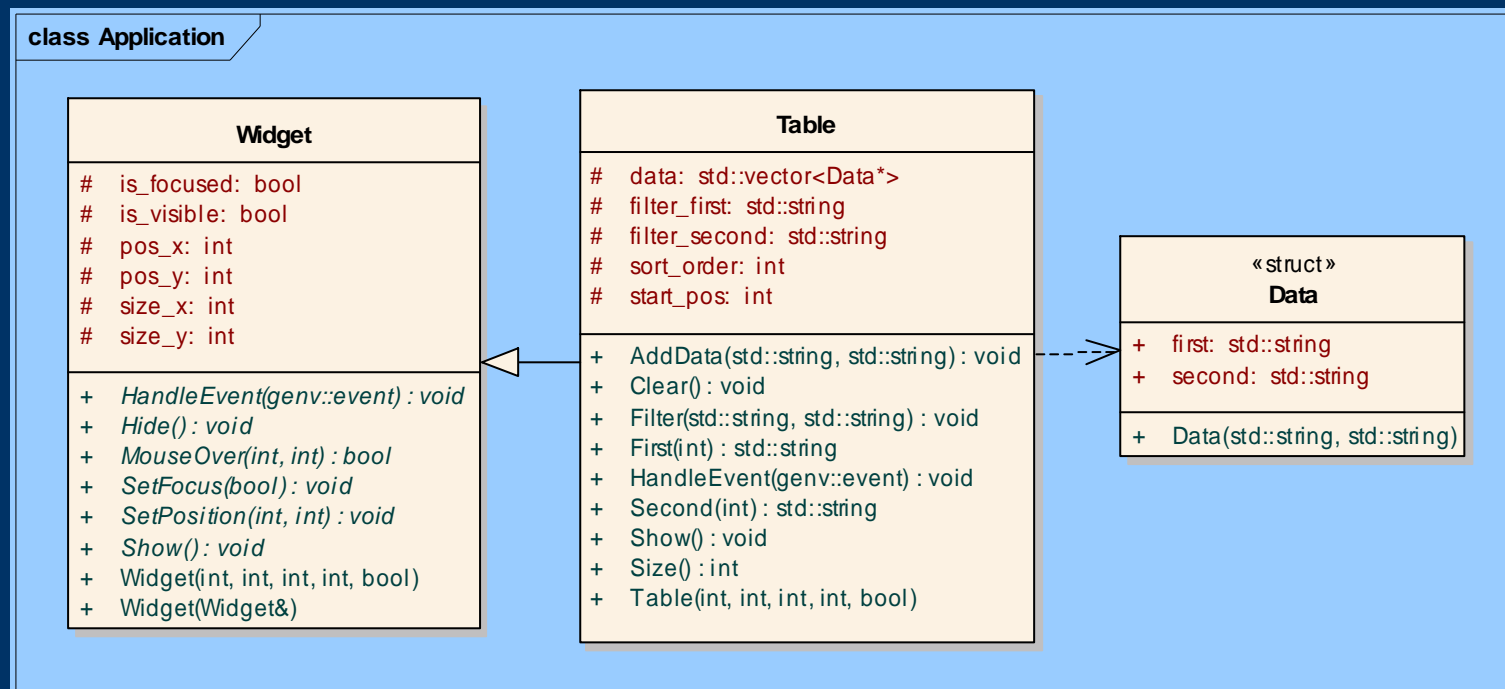 class Application
Widget
# is_focused: bool
# is_visible: bool
# pos_x: int
# pos_y: int
# size_x: int
# size_y: int
+ HandleEvent(genv::event) : void
+ Hide() : void
+ MouseOver(int, int) : bool
+ SetFocus(bool) : void
+ SetPosition(int, int) : void
+ Show() : void
+ Widget(int, int, int, int, bool)
+ Widget(Widget&)
Table
# data: std::vector<Data*>
# filter_first: std::string
# filter_second: std::string
# sort_order: int
# start_pos: int
+ AddData(std::string, std::string) : void
+ Clear() : void
+ Filter(std::string, std::string) : void
+ First(int) : std::string
+ HandleEvent(genv::event) : void
+ Second(int) : std::string
+ Show() : void
+ Size() : int
+ Table(int, int, int, int, bool)
«struct»
Data
+ first: std::string
+ second: std::string
+ Data(std::string, std::string)